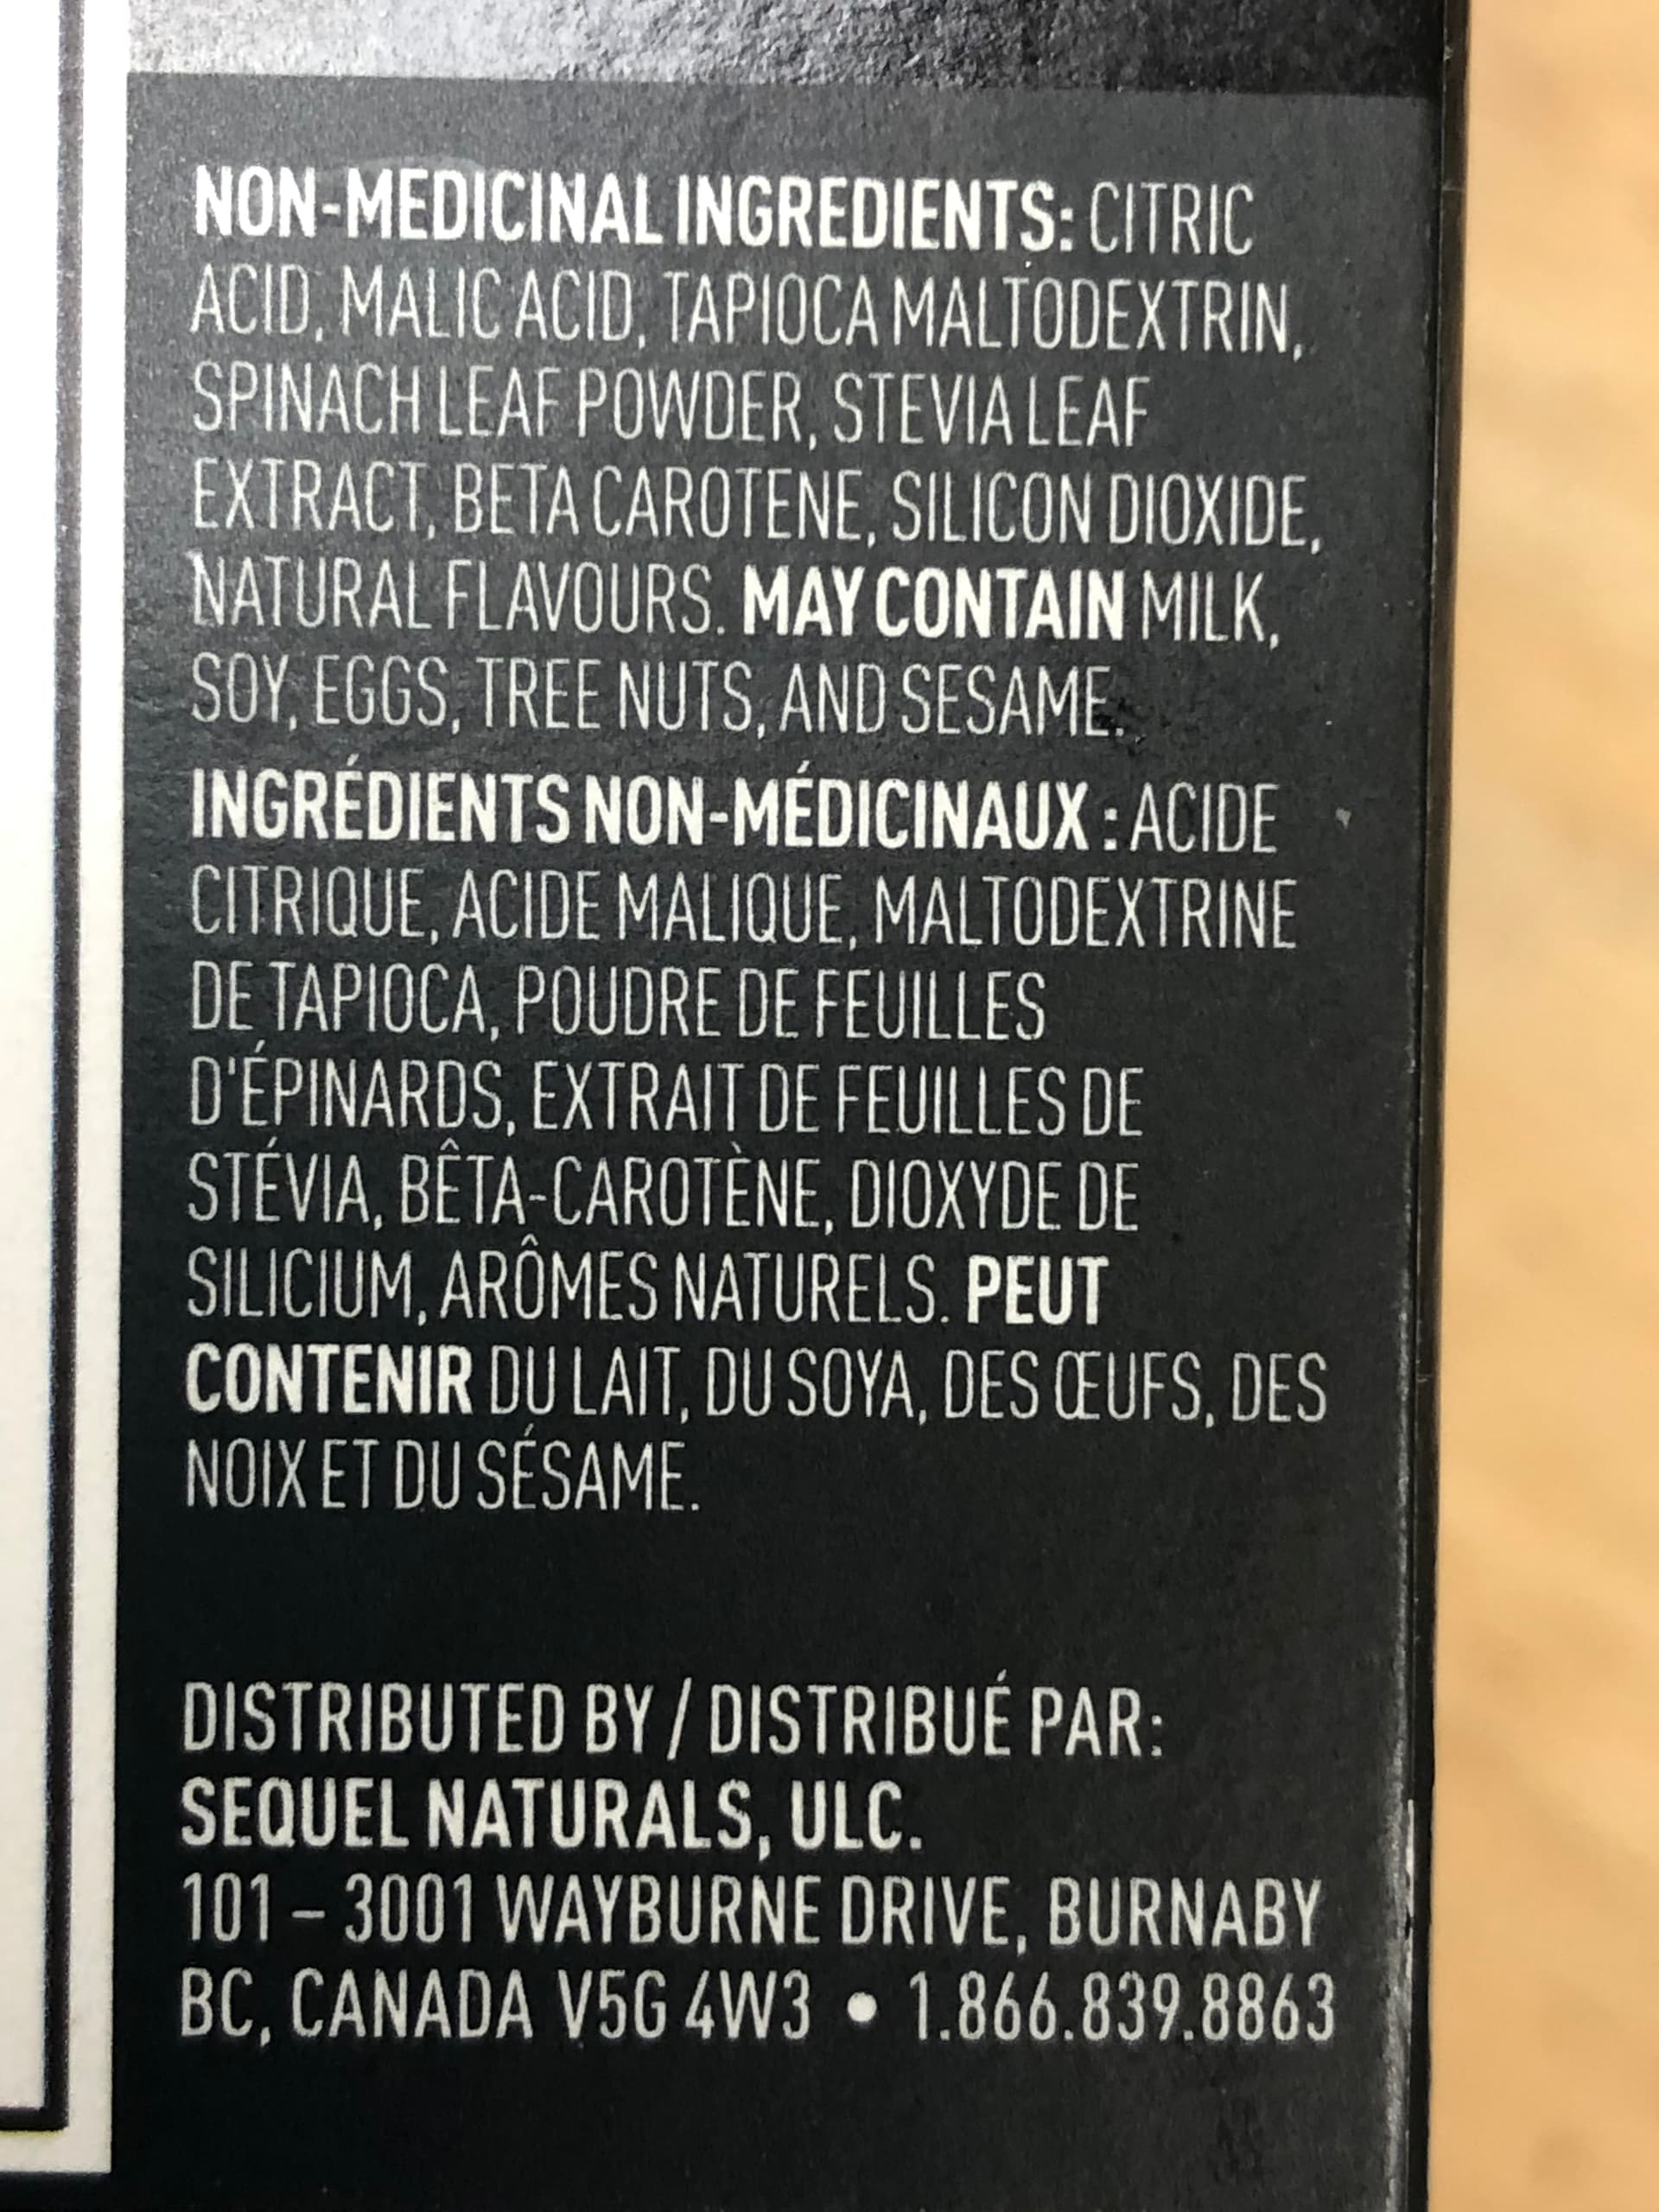 NON-MEDICINAL INGREDIENTS: CITRIC
ACID, MALIC ACID, TAPIOCA MALTODEXTRIN,
SPINACH LEAF POWDER, STEVIA LEAF
EXTRACT, BETA CAROTENE, SILICON DIOXIDE,
NATURAL FLAVOURS. MAY CONTAIN MILK,
SOY, EGGS, TREE NUTS, AND SESAME.
INGRÉDIENTS NON-MÉDICINAUX : ACIDE
CITRIQUE, ACIDE MALIQUE, MALTODEXTRINE
DE TAPIOCA, POUDRE DE FEUILLES
D'ÉPINARDS, EXTRAIT DE FEUILLES DE
STÉVIA, BÊTA-CAROTÈNE, DIOXYDE DE
SILICIUM, ARÔMES NATURELS. PEUT
CONTENIR DU LAIT, DU SOYA, DES ŒUFS, DES
NOIX ET DU SÉSAME.
DISTRIBUTED BY / DISTRIBUÉ PAR:
SEQUEL NATURALS, ULC.
101 – 3001 WAYBURNE DRIVE, BURNABY
BC, CANADA V5G 4W3 • 1.866.839.8863